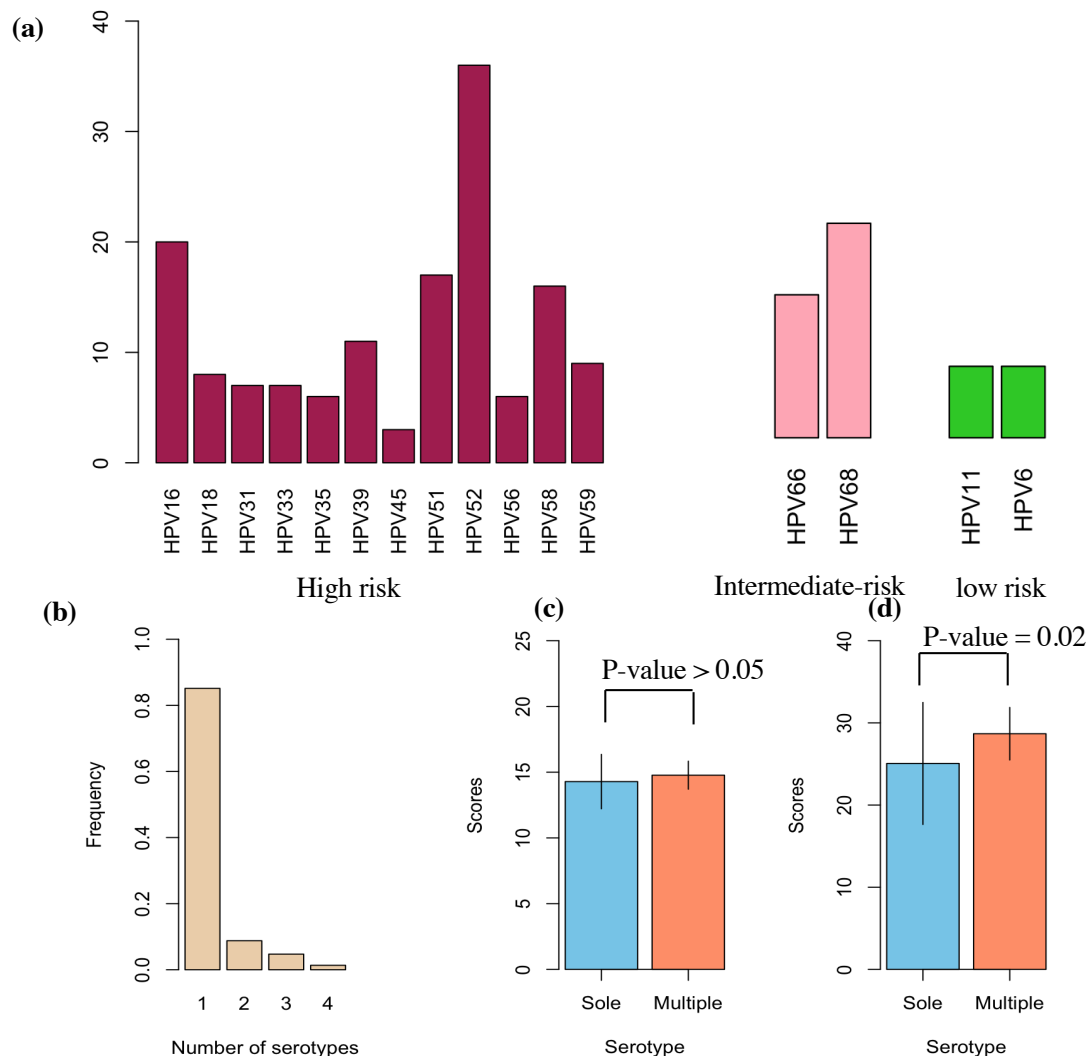 (a)
40
30
20
10
0
HPV16
HPV18
HPV31
HPV33
HPV35
HPV39
HPV45
HPV51
HPV52
HPV56
HPV58
HPV59
High risk
HPV66
HPV68
Intermediate-risk
HPV11
HPV6
low risk
(b)
1.0
0.8
0.6
0.4
0.2
0.0
Frequency
1 2 3 4
Number of serotypes
(c)
25
20
15
10
5
0
Scores
P-value > 0.05
Sole Multiple
Serotype
(d)
40
30
20
10
0
Scores
P-value = 0.02
Sole Multiple
Serotype